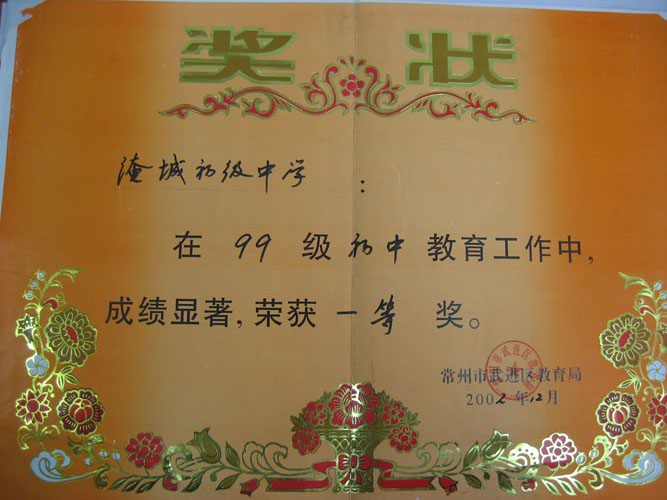 奖 状
淹城初级中学：
在99级初中教育工作中，
成绩显著，荣获一等奖。
常州市武进区教育局
2002年12月